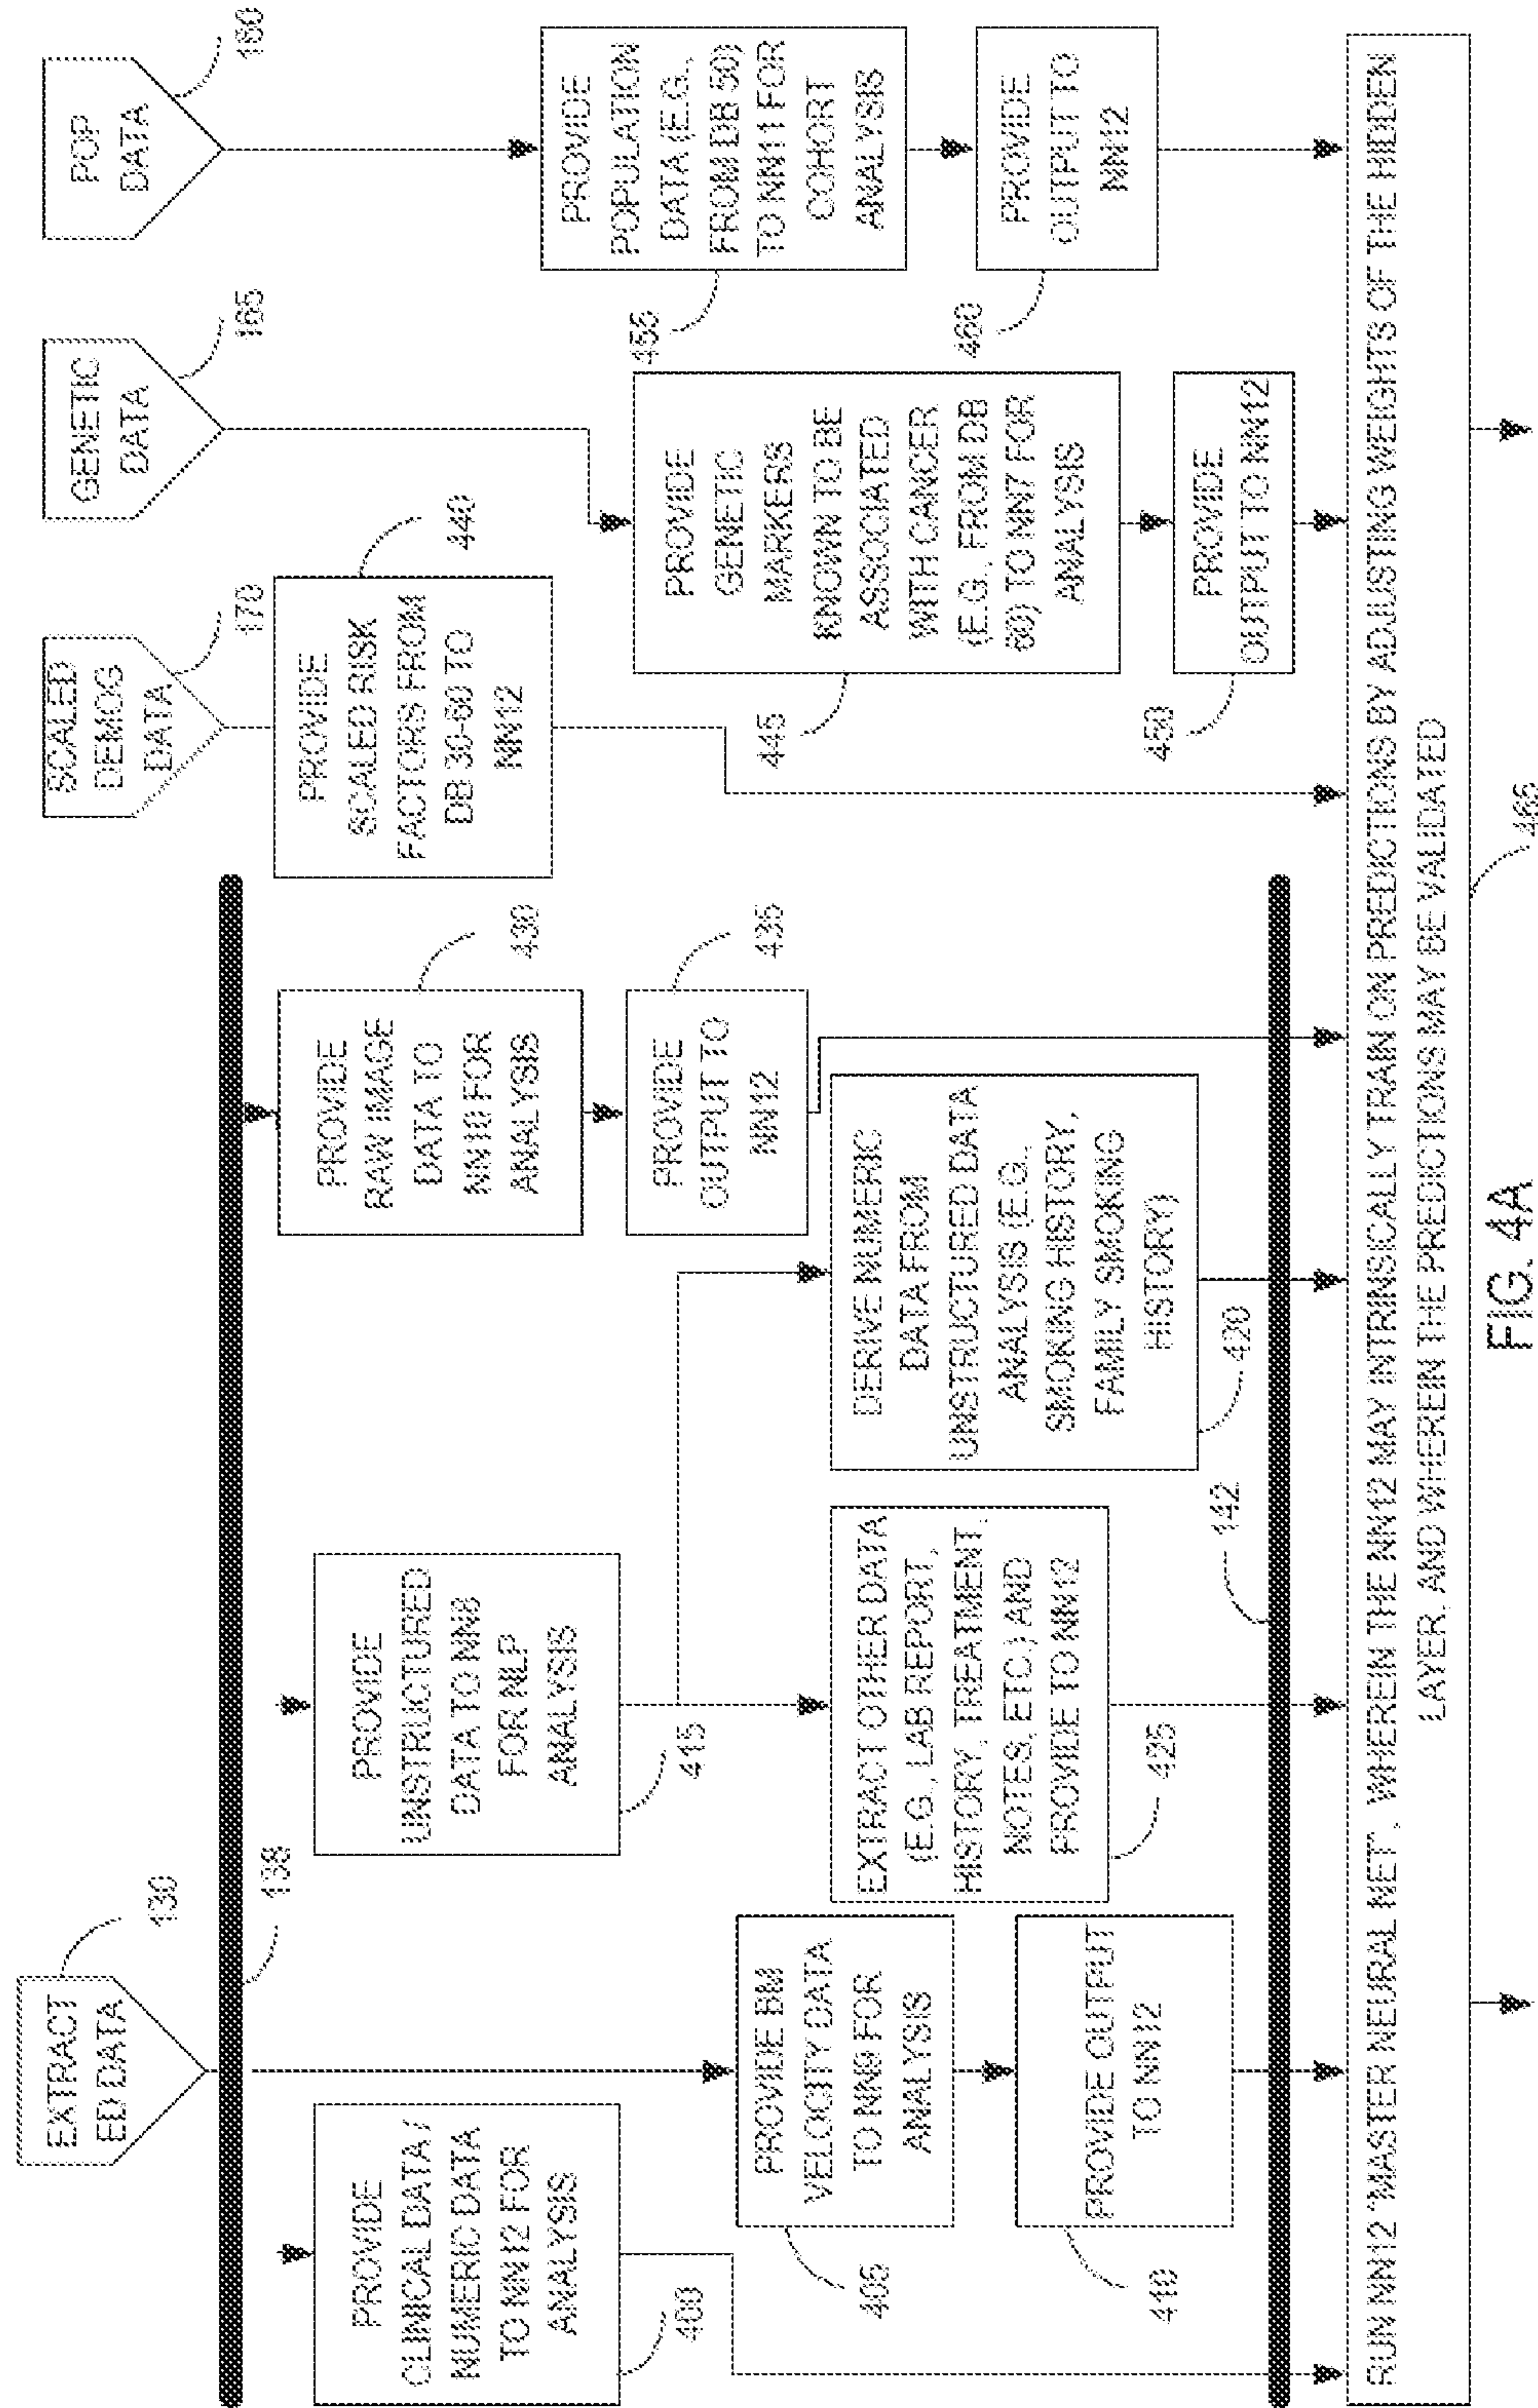 EXTRACT
ED DATA
130
138
SCALED
DEMOG
DATA
170
GENETIC
DATA
165
POP
DATA
160
PROVIDE
CLINICAL DATA /
NUMERIC DATA
TO NN12 FOR
ANALYSIS
400
PROVIDE BM
VELOCITY DATA
TO NN9 FOR
ANALYSIS
405
PROVIDE OUTPUT
TO NN12
410
PROVIDE
UNSTRUCTURED
DATA TO NN8
FOR NLP
ANALYSIS
415
EXTRACT OTHER DATA
(E.G., LAB REPORT,
HISTORY, TREATMENT,
NOTES, ETC.) AND
PROVIDE TO NN12
425
DERIVE NUMERIC
DATA FROM
UNSTRUCTURED DATA
ANALYSIS (E.G.,
SMOKING HISTORY,
FAMILY SMOKING
HISTORY)
420
PROVIDE
RAW IMAGE
DATA TO
NN10 FOR
ANALYSIS
430
PROVIDE
OUTPUT TO
NN12
435
142
PROVIDE
SCALED RISK
FACTORS FROM
DB 30-60 TO
NN12
440
PROVIDE
GENETIC
MARKERS
KNOWN TO BE
ASSOCIATED
WITH CANCER
(E.G., FROM DB
60) TO NN7 FOR
ANALYSIS
445
PROVIDE
OUTPUT TO NN12
450
PROVIDE
POPULATION
DATA (E.G.,
FROM DB 50)
TO NN11 FOR
COHORT
ANALYSIS
455
PROVIDE
OUTPUT TO
NN12
460
RUN NN12 "MASTER NEURAL NET", WHEREIN THE NN12 MAY INTRINSICALLY TRAIN ON PREDICTIONS BY ADJUSTING WEIGHTS OF THE HIDDEN
LAYER, AND WHEREIN THE PREDICTIONS MAY BE VALIDATED
465
FIG. 4A